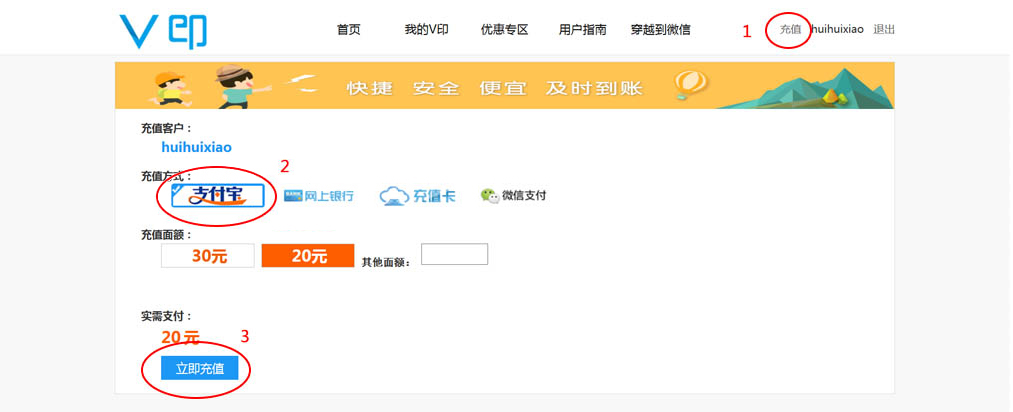 V印 首页 我的V印 优惠专区 用户指南 穿越到微信 1 充值 huihuixiao 退出
快捷 安全 便宜 及时到账
充值客户：
huihuixiao
2
充值方式：
支付宝 网上银行 充值卡 微信支付
充值面额：
30元 20元 其他面额：
实需支付：
20 元 3
立即充值